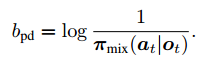 b_pd = log 1 / π_mix(a_t|o_t).